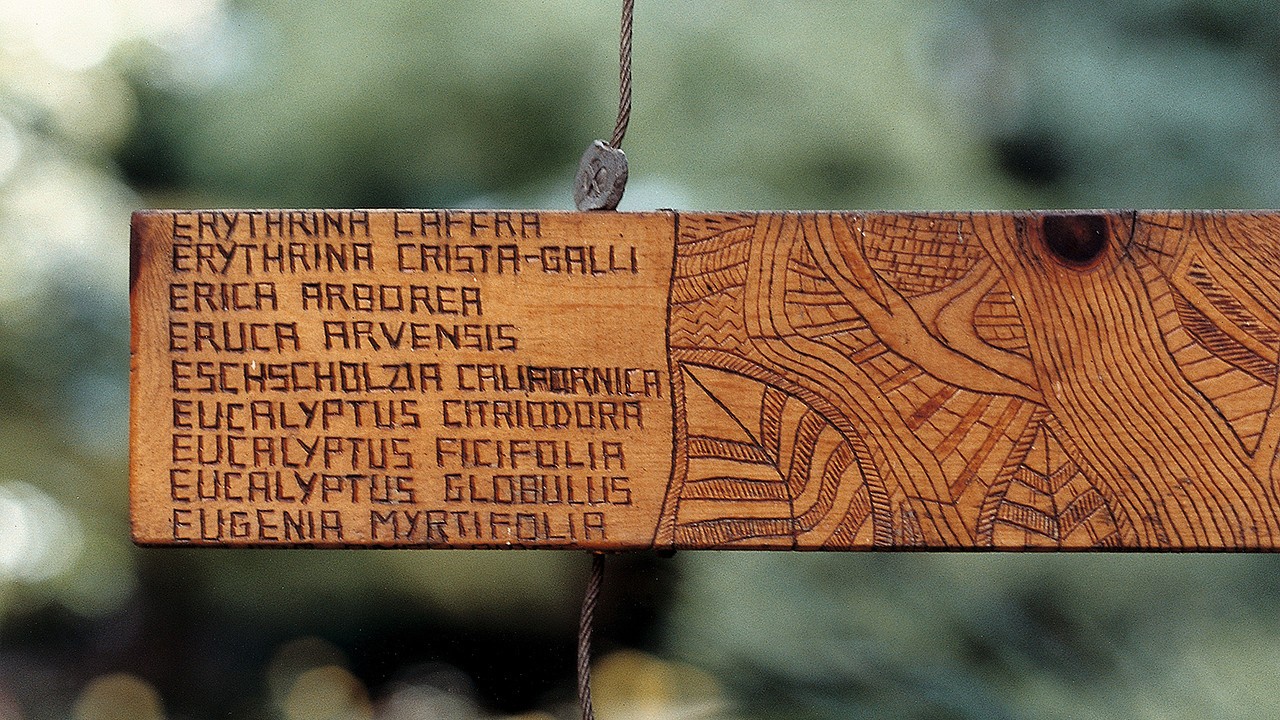 ERYTHRINA CAFFRA
ERYTHRINA CRISTA-GALLI
ERICA ARBOREA
ERUCA ARVENSIS
ESCHSCHOLZIA CALIFORNICA
EUCALYPTUS CITRIODORA
EUCALYPTUS FICIFOLIA
EUCALYPTUS GLOBULUS
EUGENIA MYRTIFOLIA